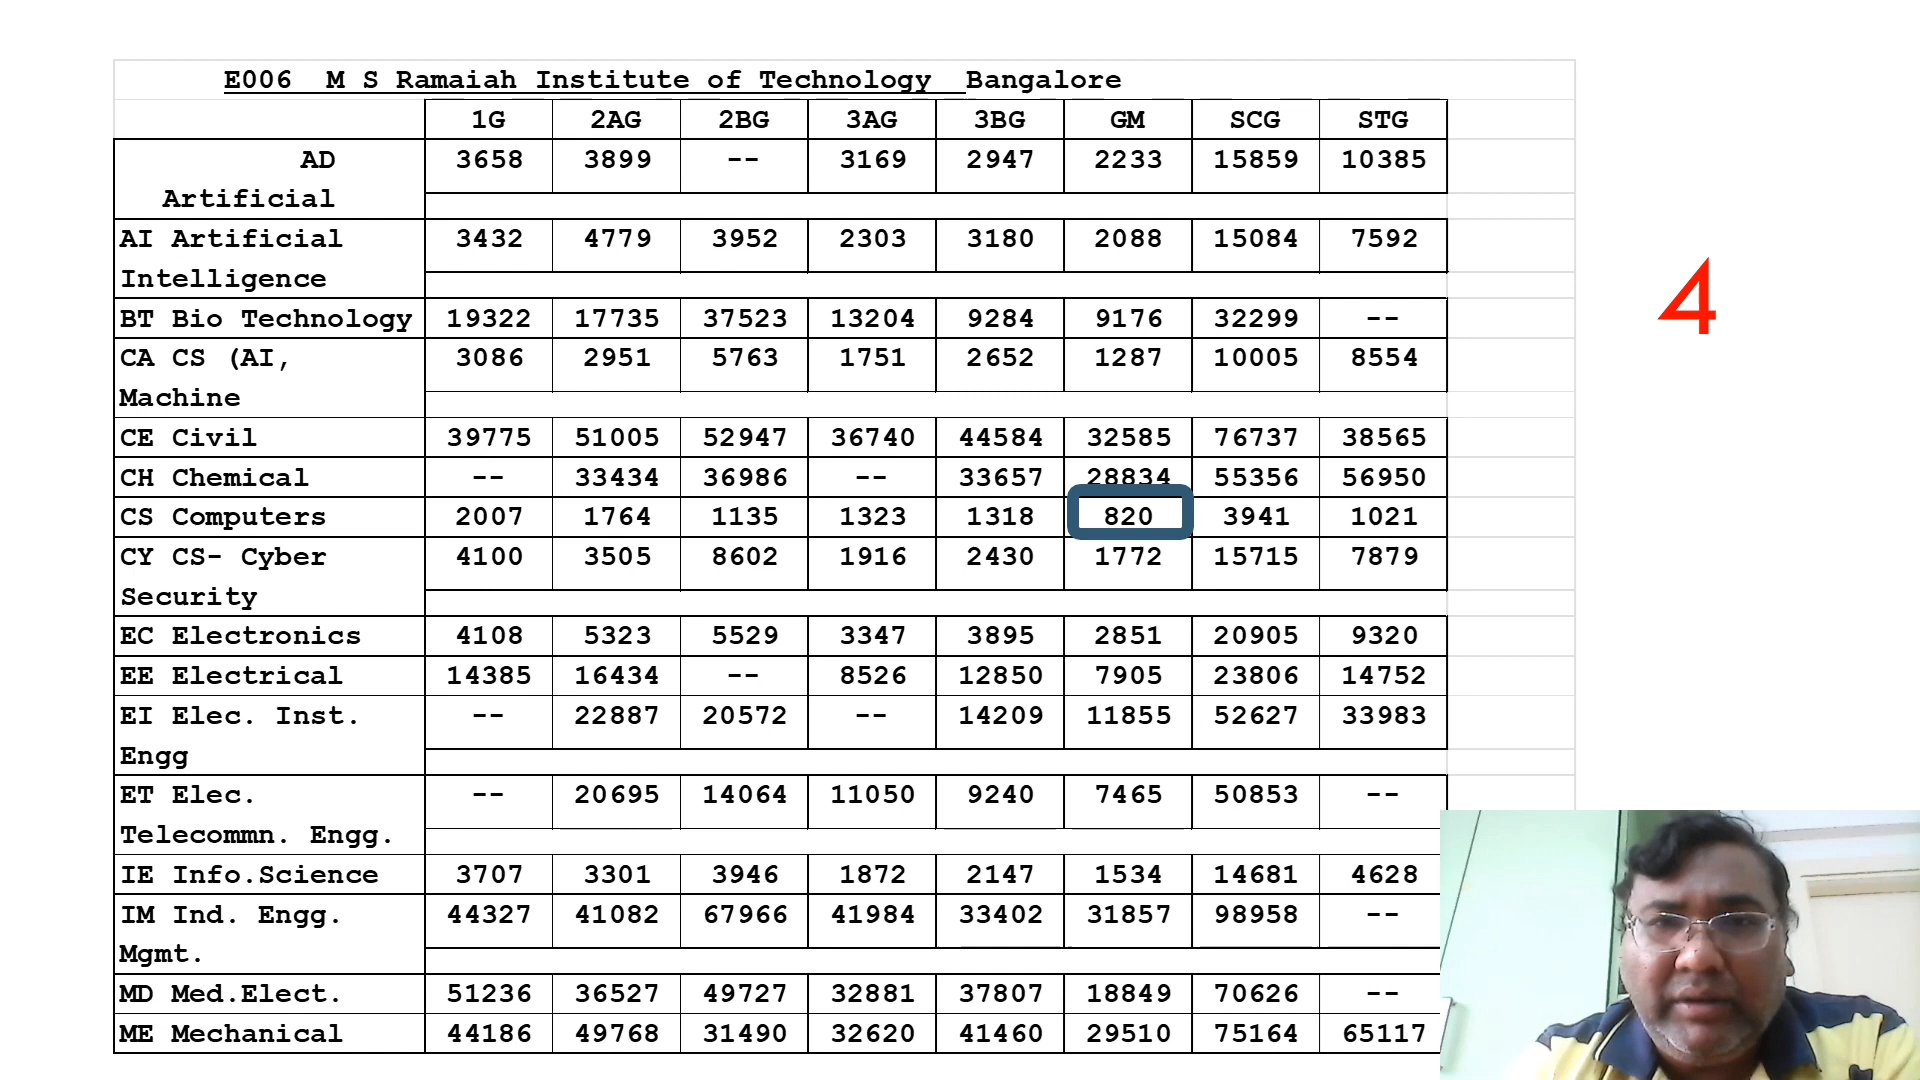 E006 M S Ramaiah Institute of Technology Bangalore
1G 2AG 2BG 3AG 3BG GM SCG STG
AD 3658 3899 -- 3169 2947 2233 15859 10385
Artificial
AI Artificial 3432 4779 3952 2303 3180 2088 15084 7592
Intelligence
4
BT Bio Technology 19322 17735 37523 13204 9284 9176 32299 --
CA CS (AI, 3086 2951 5763 1751 2652 1287 10005 8554
Machine
CE Civil 39775 51005 52947 36740 44584 32585 76737 38565
CH Chemical -- 33434 36986 -- 33657 28834 55356 56950
CS Computers 2007 1764 1135 1323 1318 820 3941 1021
CY CS- Cyber 4100 3505 8602 1916 2430 1772 15715 7879
Security
EC Electronics 4108 5323 5529 3347 3895 2851 20905 9320
EE Electrical 14385 16434 -- 8526 12850 7905 23806 14752
EI Elec. Inst. -- 22887 20572 -- 14209 11855 52627 33983
Engg
ET Elec. -- 20695 14064 11050 9240 7465 50853 --
Telecommn. Engg.
IE Info.Science 3707 3301 3946 1872 2147 1534 14681 4628
IM Ind. Engg. 44327 41082 67966 41984 33402 31857 98958 --
Mgmt.
MD Med.Elect. 51236 36527 49727 32881 37807 18849 70626 --
ME Mechanical 44186 49768 31490 32620 41460 29510 75164 65117